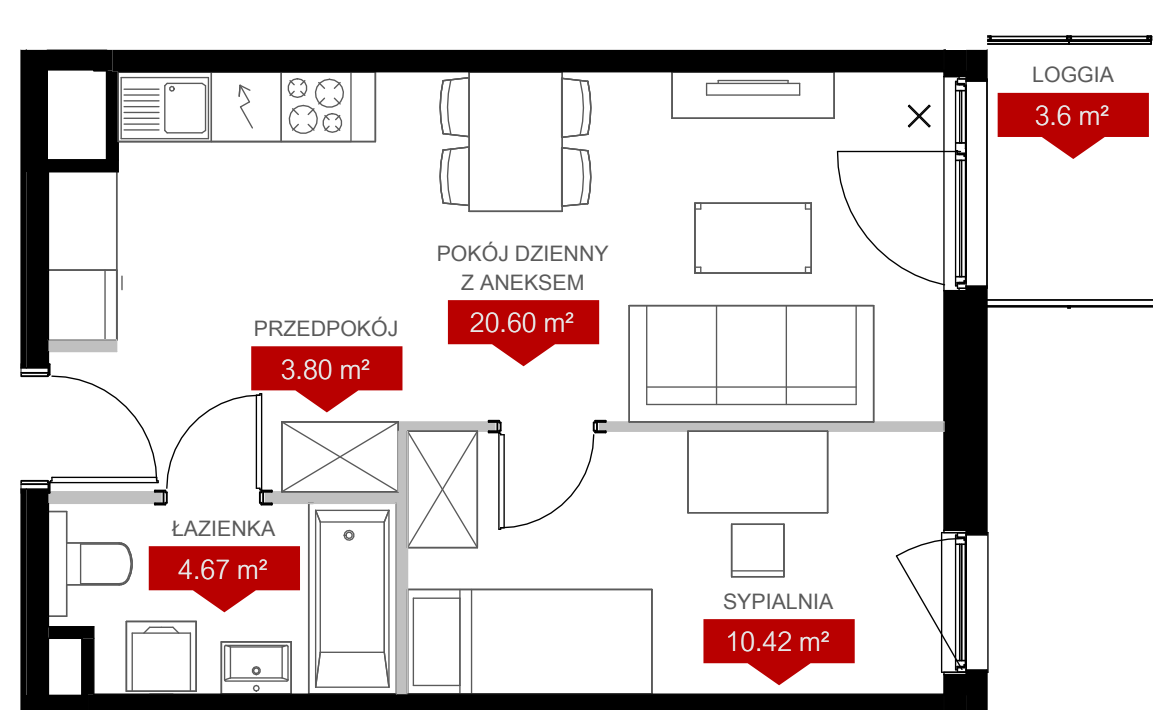 LOGGIA
3.6 m²
POKÓJ DZIENNY
Z ANEKSEM
20.60 m²
PRZEDPOKÓJ
3.80 m²
ŁAZIENKA
4.67 m²
SYPIALNIA
10.42 m²